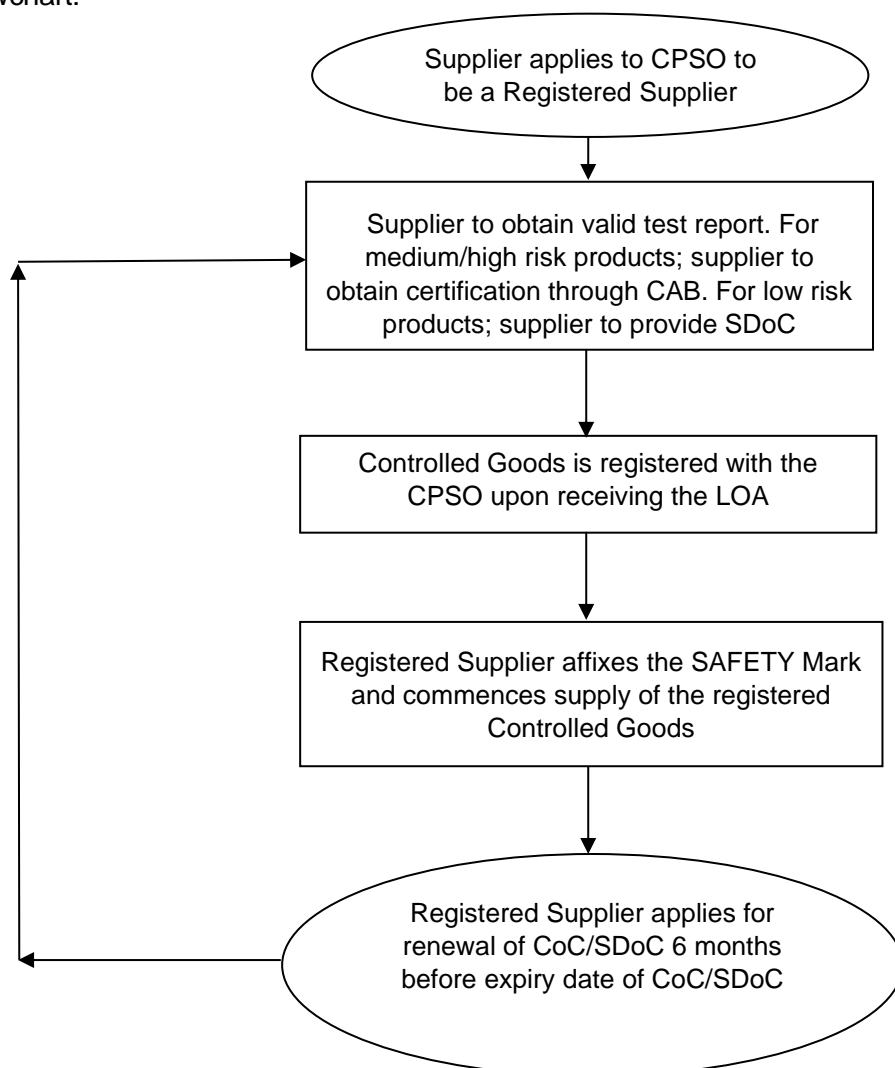 Supplier applies to CPSO to
be a Registered Supplier
Supplier to obtain valid test report. For
medium/high risk products; supplier to
obtain certification through CAB. For low risk
products; supplier to provide SDoC
Controlled Goods is registered with the
CPSO upon receiving the LOA
Registered Supplier affixes the SAFETY Mark
and commences supply of the registered
Controlled Goods
Registered Supplier applies for
renewal of CoC/SDoC 6 months
before expiry date of CoC/SDoC